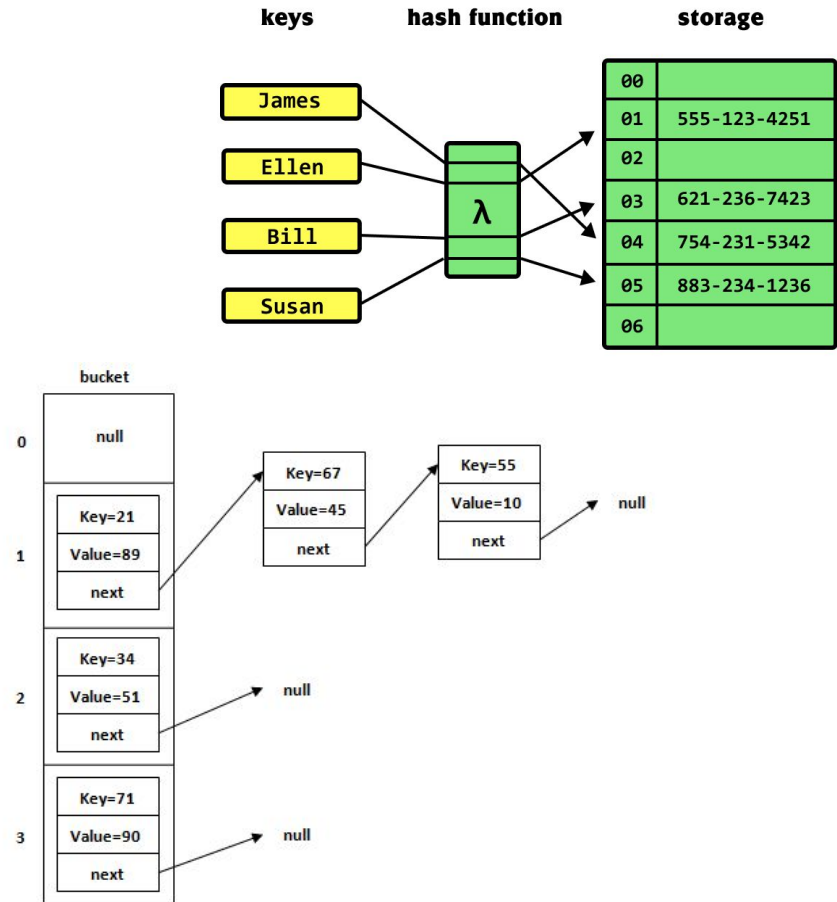 keys hash function storage
James
Ellen
Bill
Susan
λ
00
01 555-123-4251
02
03 621-236-7423
04 754-231-5342
05 883-234-1236
06
bucket
0 null
1
Key=21
Value=89
next
Key=67
Value=45
next
Key=55
Value=10
next
null
2
Key=34
Value=51
next
null
3
Key=71
Value=90
next
null